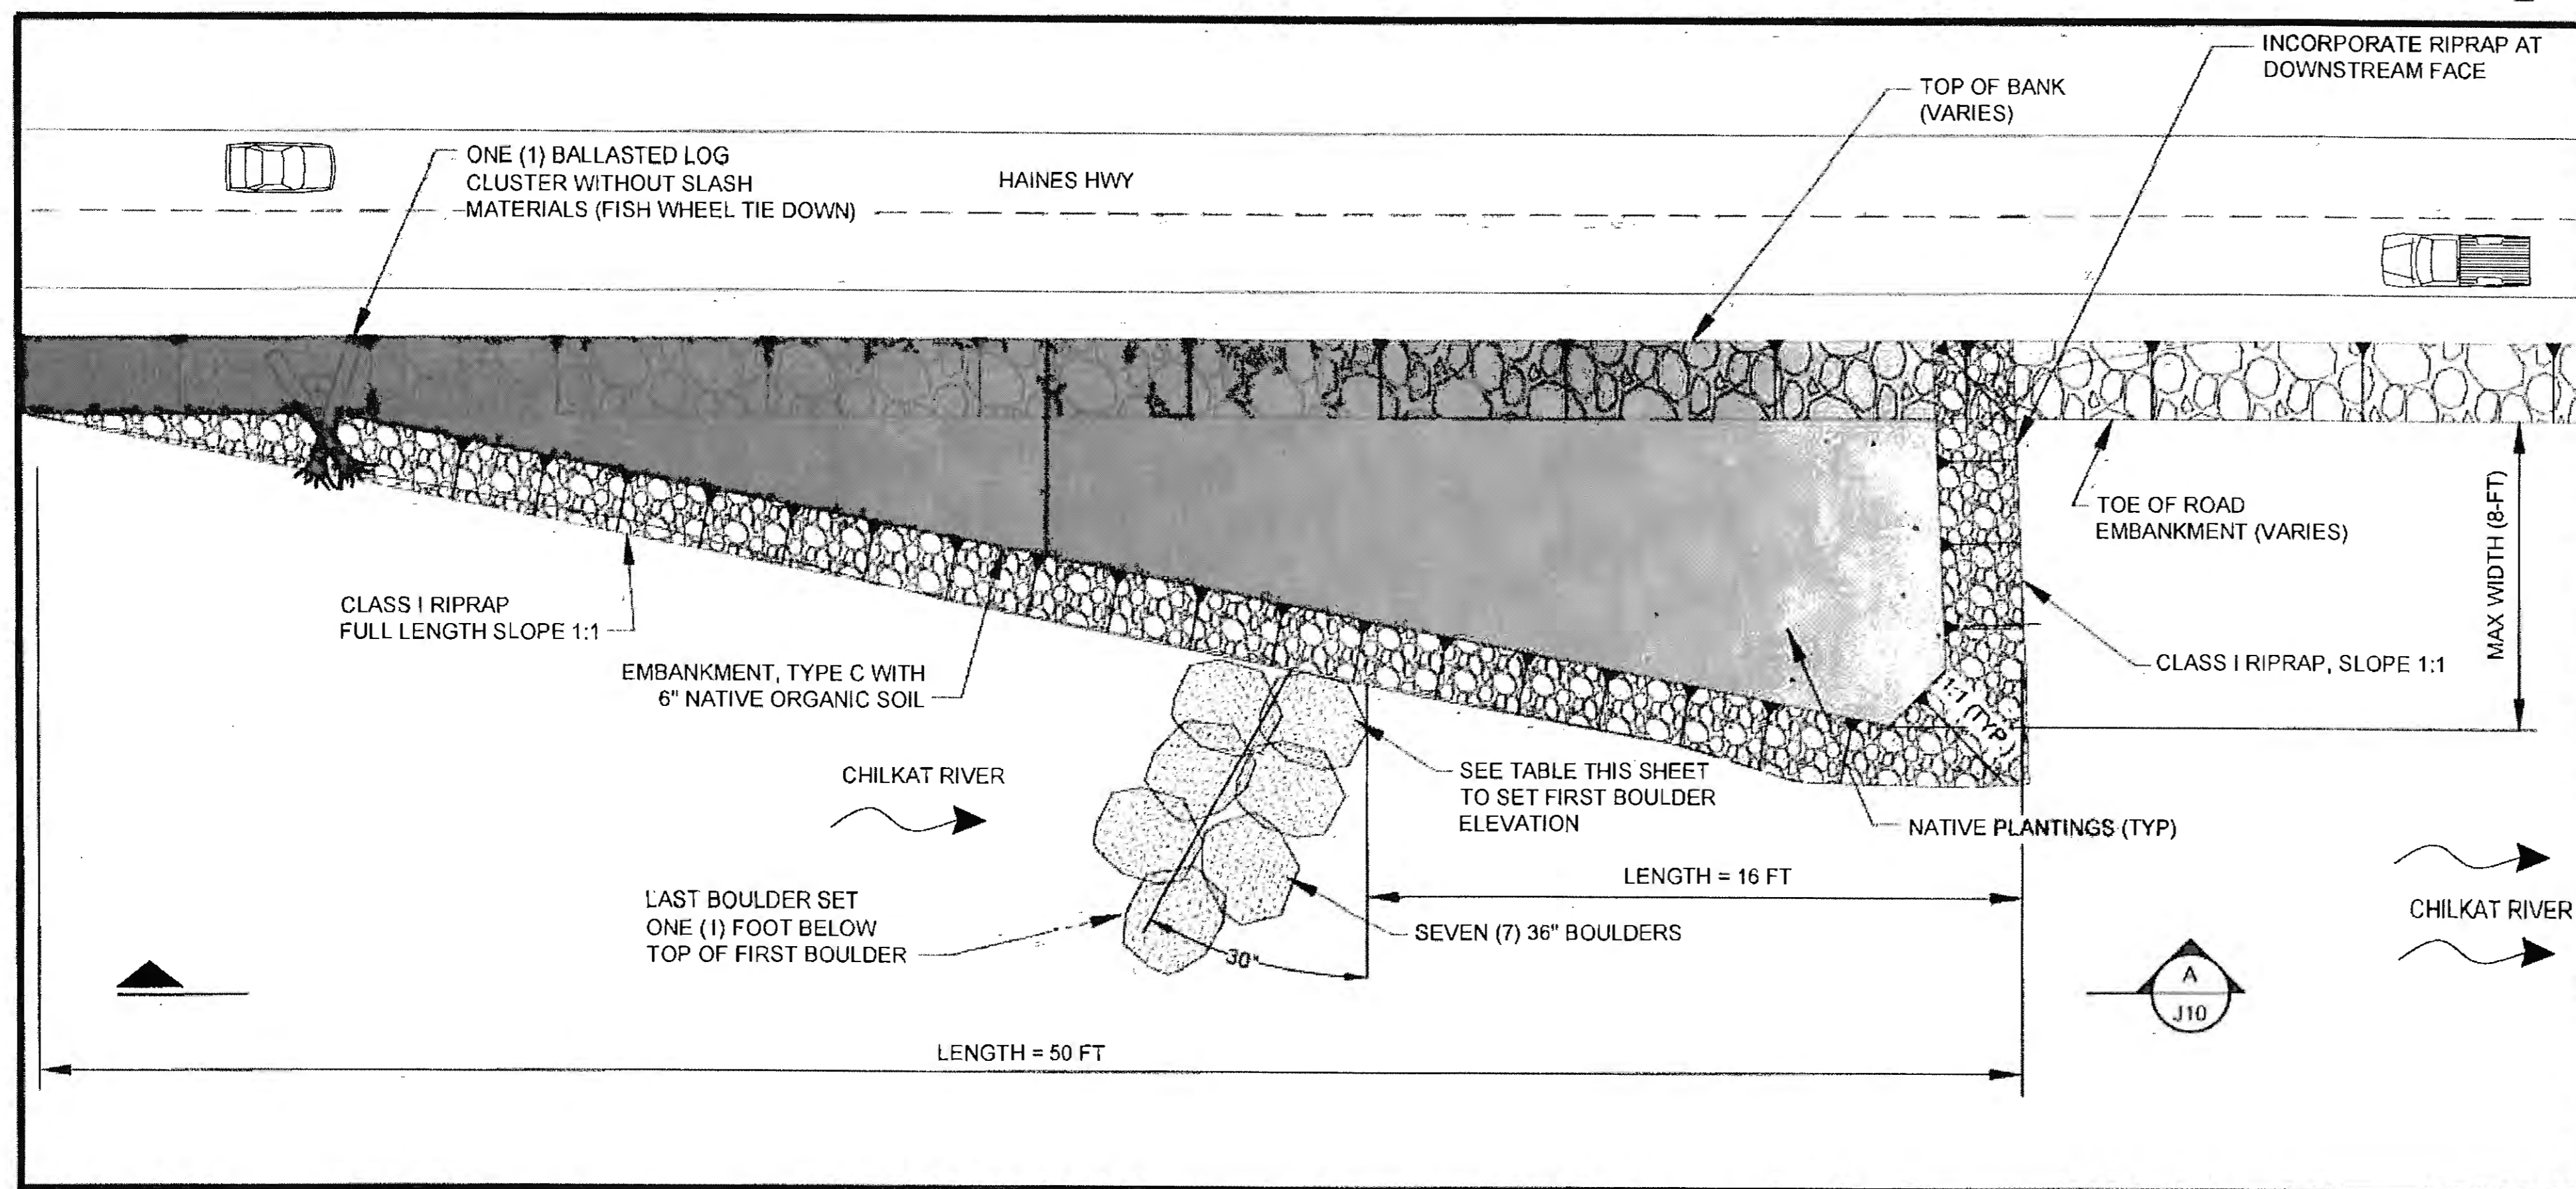 INCORPORATE RIPRAP AT
DOWNSTREAM FACE
TOP OF BANK
(VARIES)
ONE (1) BALLASTED LOG
CLUSTER WITHOUT SLASH
MATERIALS (FISH WHEEL TIE DOWN)
HAINES HWY
TOE OF ROAD
EMBANKMENT (VARIES)
MAX WIDTH (8-FT)
CLASS I RIPRAP
FULL LENGTH SLOPE 1:1
EMBANKMENT, TYPE C WITH
6" NATIVE ORGANIC SOIL
CLASS I RIPRAP, SLOPE 1:1
1:1 (TYP)
CHILKAT RIVER
SEE TABLE THIS SHEET
TO SET FIRST BOULDER
ELEVATION
NATIVE PLANTINGS (TYP)
LENGTH = 16 FT
LAST BOULDER SET
ONE (1) FOOT BELOW
TOP OF FIRST BOULDER
SEVEN (7) 36" BOULDERS
30°
CHILKAT RIVER
A
J10
LENGTH = 50 FT